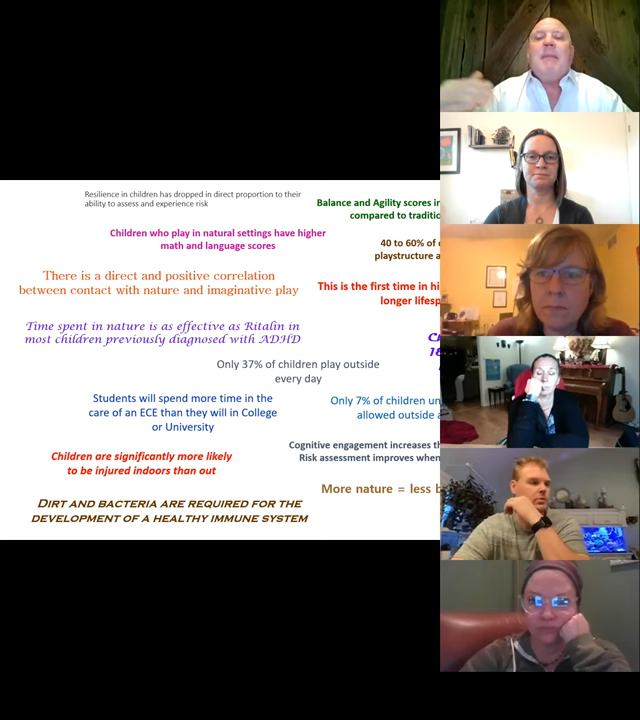 Resilience in children has dropped in direct proportion to their
ability to assess and experience risk
Balance and Agility scores
compared to
Children who play in natural settings have higher
math and language scores
40 to 60% of
playstructure
There is a direct and positive correlation
between contact with nature and imaginative play
This is the first time in
longer
Time spent in nature is as effective as Ritalin in
most children previously diagnosed with ADHD
Only 37% of children play outside
every day
Students will spend more time in the
care of an ECE than they will in College
or University
Only 7% of children
allowed outside
Children are significantly more likely
to be injured indoors than out
Cognitive engagement increases
Risk assessment improves when
More nature = less
Dirt and bacteria are required for the
development of a healthy immune system